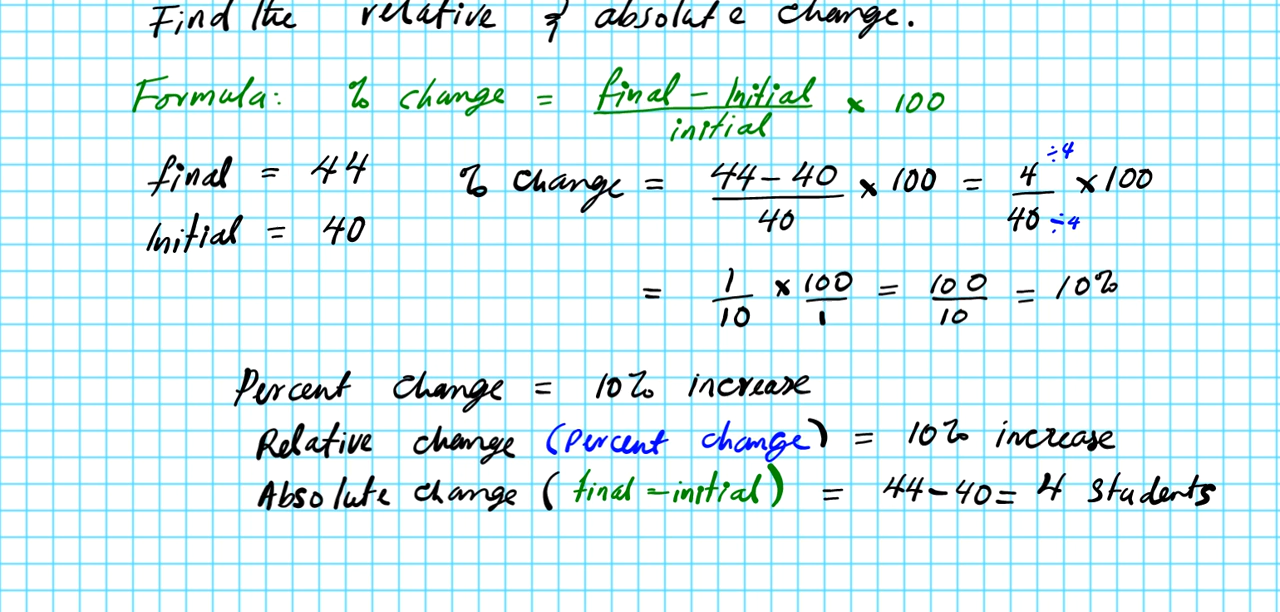 Find the relative & absolute change.
Formula: % change = final - Initial / initial × 100
final = 44 % change = 44 - 40 / 40 × 100 = 4 ÷4 / 40 ÷4 × 100
Initial = 40
= 1/10 × 100/1 = 100/10 = 10%
Percent change = 10% increase
Relative change (Percent change) = 10% increase
Absolute change (final - initial) = 44 - 40 = 4 students